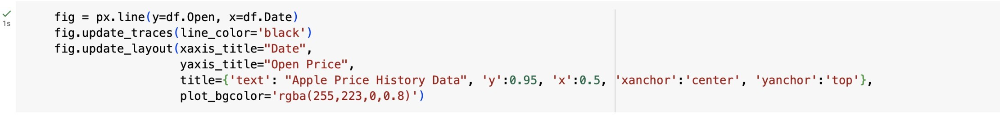 1s
fig = px.line(y=df.Open, x=df.Date)
fig.update_traces(line_color='black')
fig.update_layout(xaxis_title="Date",
yaxis_title="Open Price",
title={'text': "Apple Price History Data", 'y':0.95, 'x':0.5, 'xanchor':'center', 'yanchor':'top'},
plot_bgcolor='rgba(255,223,0,0.8)')